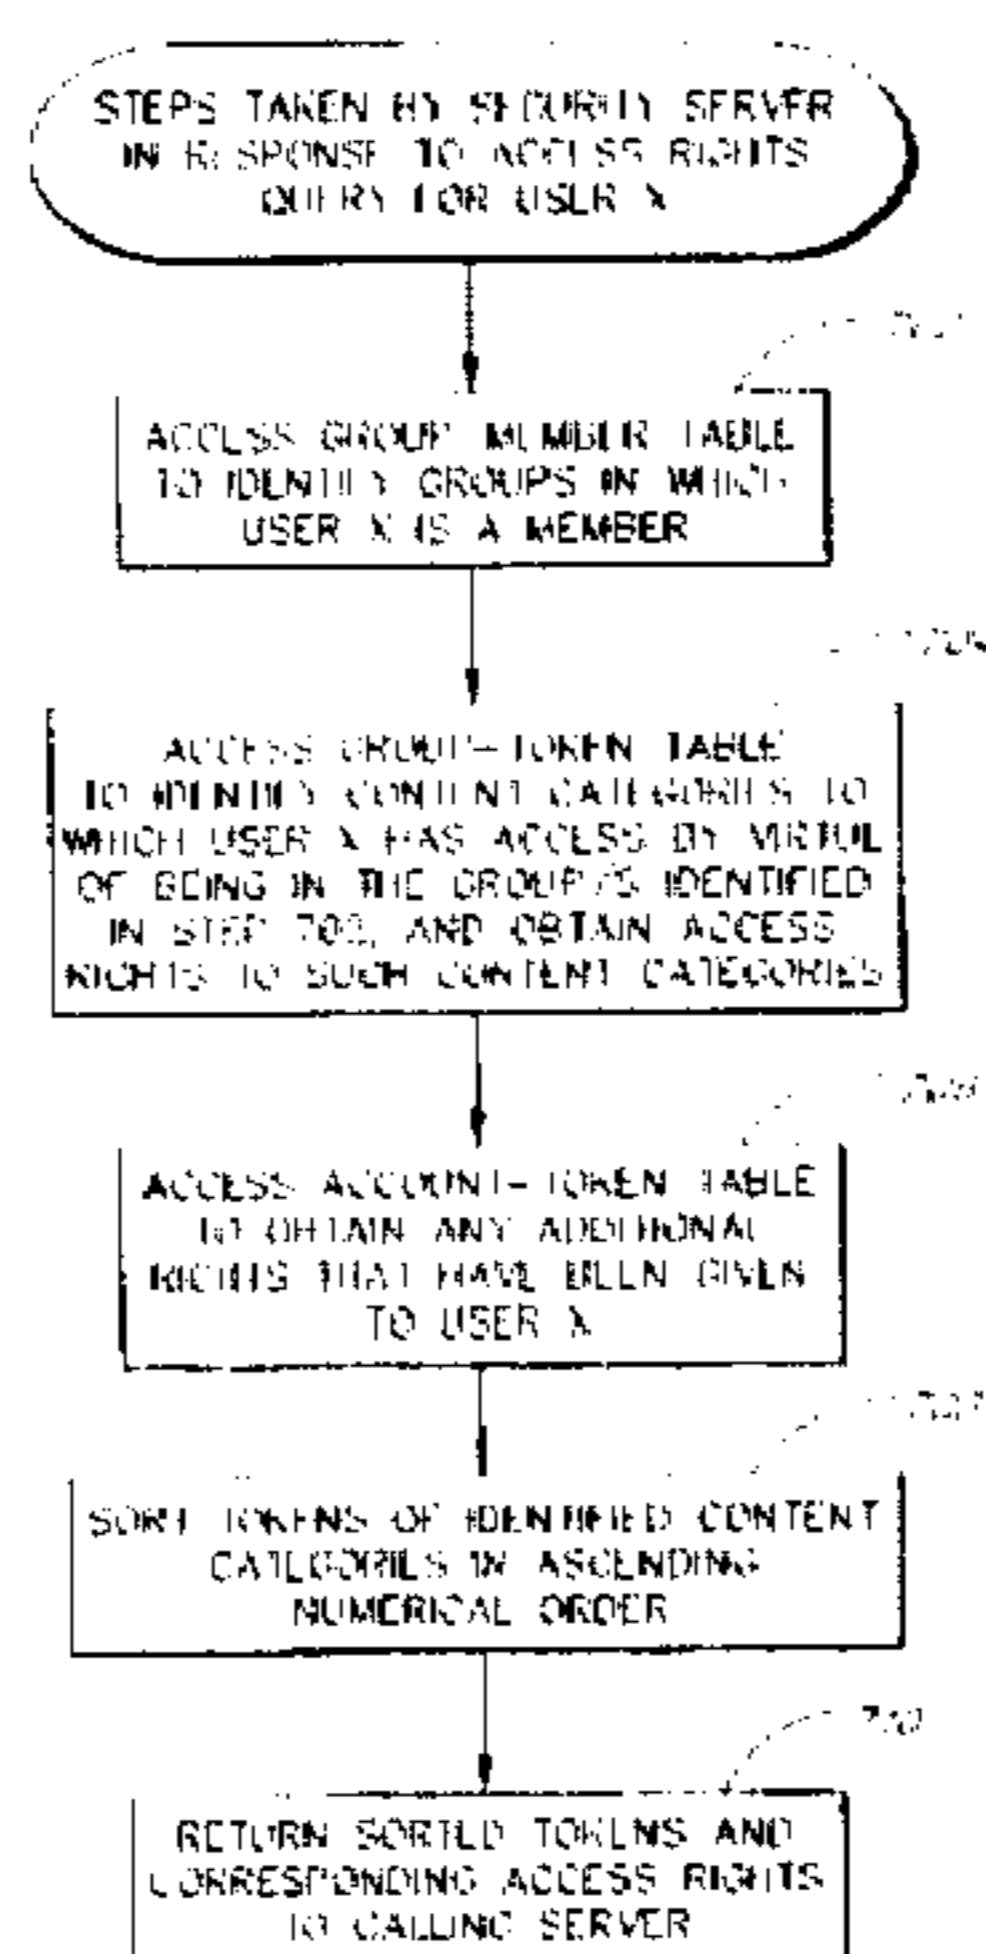 STEPS TAKEN BY SECURITY SERVER
IN RESPONSE TO ACCESS RIGHTS
QUERY FOR USER X
ACCESS GROUP-MEMBER TABLE
TO IDENTIFY GROUPS IN WHICH
USER X IS A MEMBER
ACCESS GROUP-TOKEN TABLE
TO IDENTIFY CONTENT CATEGORIES TO
WHICH USER X HAS ACCESS BY VIRTUE
OF BEING IN THE GROUP/S IDENTIFIED
IN STEP 702, AND OBTAIN ACCESS
RIGHTS TO SUCH CONTENT CATEGORIES
ACCESS ACCOUNT-TOKEN TABLE
TO OBTAIN ANY ADDITIONAL
RIGHTS THAT HAVE BEEN GIVEN
TO USER X
SORT TOKENS OF IDENTIFIED CONTENT
CATEGORIES IN ASCENDING
NUMERICAL ORDER
710
RETURN SORTED TOKENS AND
CORRESPONDING ACCESS RIGHTS
TO CALLING SERVER